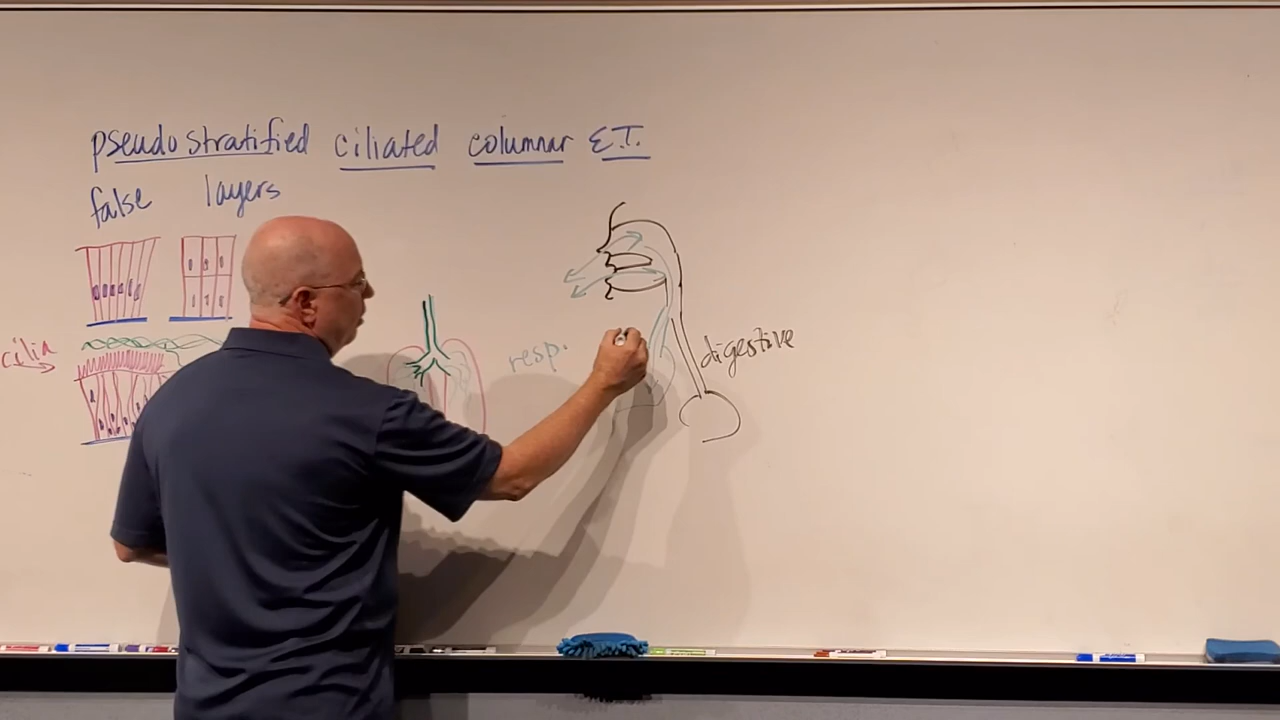 pseudostratified ciliated columnar E.T.
false layers
cilia
resp.
digestive